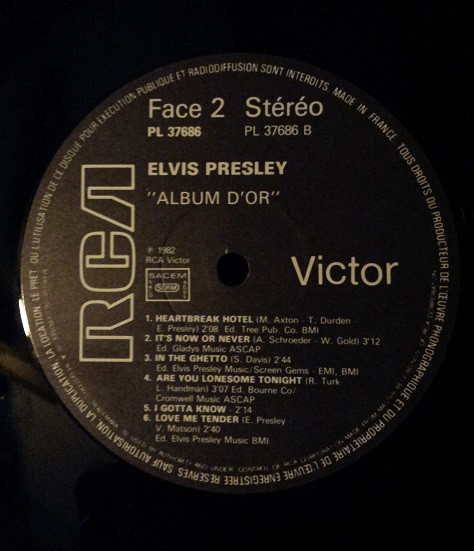 Face 2 Stéréo
PL 37686 PL 37686 B
ELVIS PRESLEY
"ALBUM D'OR"
RCA
Victor
℗ 1982
RCA Victor
SACEM
1. HEARTBREAK HOTEL (M. Axton - T. Durden
E. Presley) 2'08 Ed. Tree Pub. Co. BMI
2. IT'S NOW OR NEVER (A. Schroeder - W. Gold) 3'12
Ed. Gladys Music ASCAP
3. IN THE GHETTO (S. Davis) 2'44
Ed. Elvis Presley Music/Screen Gems - EMI, BMI
4. ARE YOU LONESOME TONIGHT (R. Turk
L. Handman) 3'07 Ed. Bourne Co/
Cromwell Music ASCAP
5. I GOTTA KNOW - 2'14
6. LOVE ME TENDER (E. Presley
V. Matson) 2'40
Ed. Elvis Presley Music BMI
MADE IN FRANCE TOUS DROITS DU PRODUCTEUR DE L'ŒUVRE PHONOGRAPHIQUE ET DU PROPRIETAIRE DE L'ŒUVRE ENREGISTREE RESERVES SAUF AUTORISATION LA DUPLICATION, LA LOCATION, LE PRET, OU L'UTILISATION DE CE DISQUE POUR EXECUTION PUBLIQUE ET RADIODIFFUSION SONT INTERDITS.